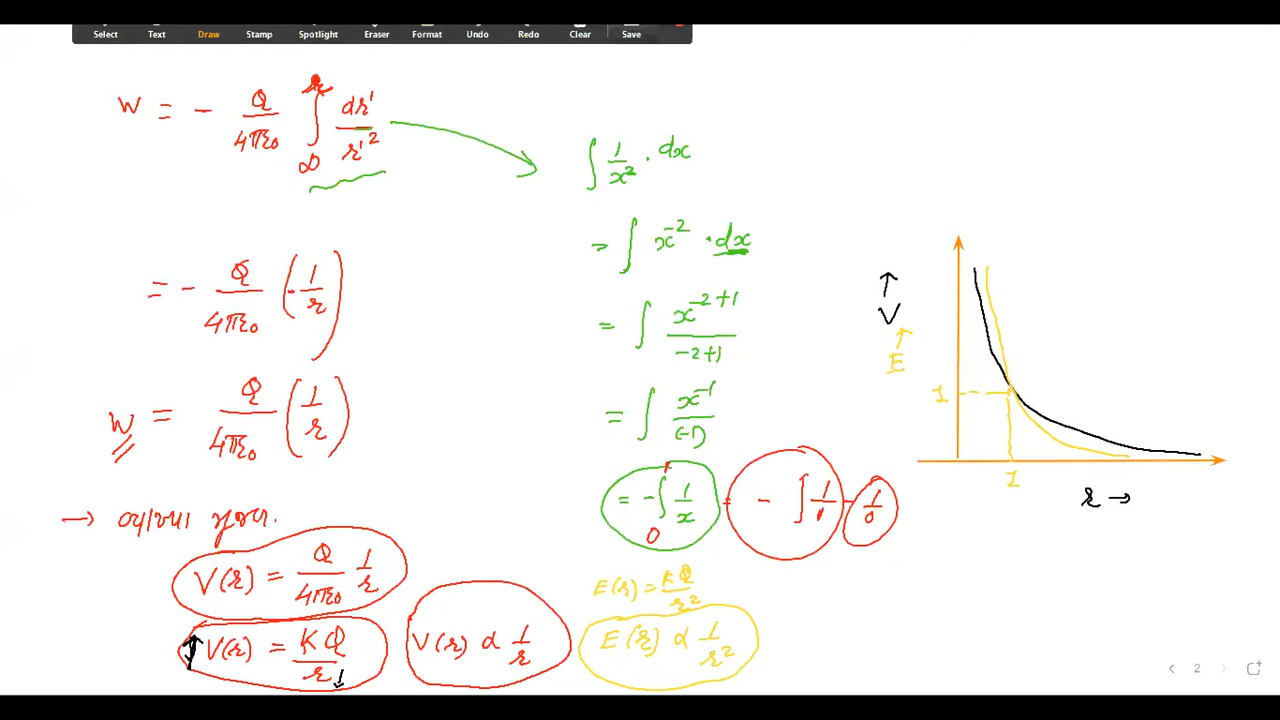 Select Text Draw Stamp Spotlight Eraser Format Undo Redo Clear Save
W = - Q/4πε₀ ∫_∞^r dr'/r'²
= - Q/4πε₀ (-1/r)
W = Q/4πε₀ (1/r)
→
V(r) = Q/4πε₀ 1/r
V(r) = KQ/r
V(r) ∝ 1/r
∫ 1/x² · dx
= ∫ x⁻² · dx
= ∫ x⁻²⁺¹/-2+1
= ∫ x⁻¹/(-1)
= - ∫ 1/x = - ∫ 1/ - 1/0
0
E(r) = KQ/r²
E(r) ∝ 1/r²
↑
V
↑
E
1
1
r →
2